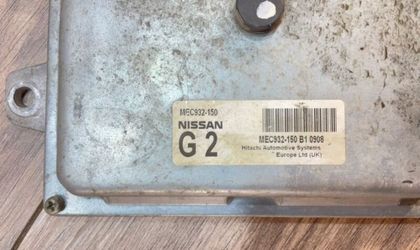 MEC932-150
NISSAN
G 2
MEC932-150 B1 0908
Hitachi Automotive Systems
Europe Ltd (UK)